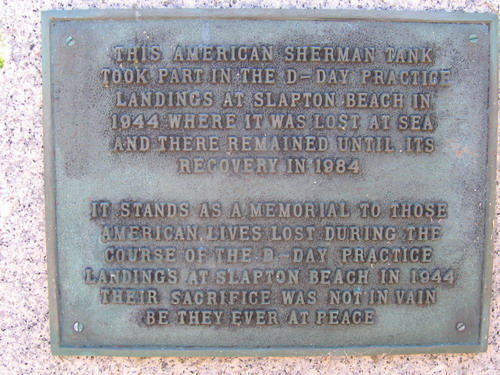 THIS AMERICAN SHERMAN TANK
TOOK PART IN THE D-DAY PRACTICE
LANDINGS AT SLAPTON BEACH IN
1944 WHERE IT WAS LOST AT SEA
AND THERE REMAINED UNTIL ITS
RECOVERY IN 1984
IT STANDS AS A MEMORIAL TO THOSE
AMERICAN LIVES LOST DURING THE
COURSE OF THE D-DAY PRACTICE
LANDINGS AT SLAPTON BEACH IN 1944
THEIR SACRIFICE WAS NOT IN VAIN
BE THEY EVER AT PEACE